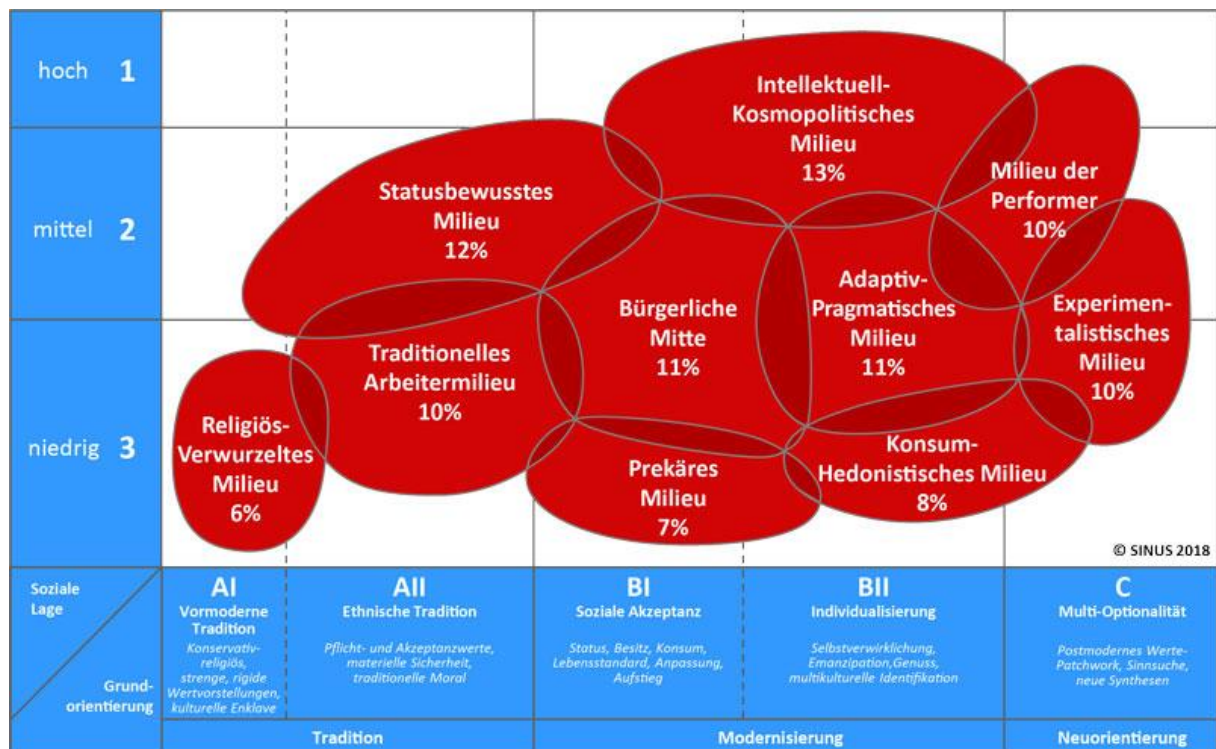 hoch 1
mittel 2
niedrig 3
Intellektuell-
Kosmopolitisches
Milieu
13%
Milieu der
Performer
10%
Statusbewusstes
Milieu
12%
Bürgerliche
Mitte
11%
Adaptiv-
Pragmatisches
Milieu
11%
Experimen-
talistisches
Milieu
10%
Traditionelles
Arbeitermilieu
10%
Religiös-
Verwurzeltes
Milieu
6%
Prekäres
Milieu
7%
Konsum-
Hedonistisches Milieu
8%
© SINUS 2018
Soziale
Lage
Grund-
orientierung
AI
Vormoderne
Tradition
Konservativ-
religiös,
strenge, rigide
Wertvorstellungen,
kulturelle Enklave
AII
Ethnische Tradition
Pflicht- und Akzeptanzwerte,
materielle Sicherheit,
traditionelle Moral
BI
Soziale Akzeptanz
Status, Besitz, Konsum,
Lebensstandard, Anpassung,
Aufstieg
BII
Individualisierung
Selbstverwirklichung,
Emanzipation,Genuss,
multikulturelle Identifikation
C
Multi-Optionalität
Postmodernes Werte-
Patchwork, Sinnsuche,
neue Synthesen
Tradition
Modernisierung
Neuorientierung